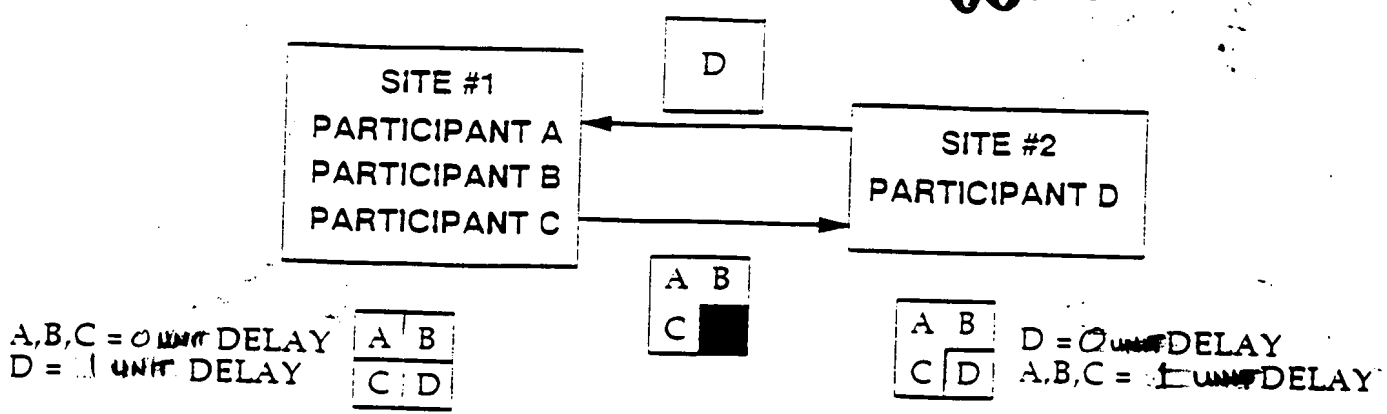 D
SITE #1
PARTICIPANT A
PARTICIPANT B
PARTICIPANT C
SITE #2
PARTICIPANT D
A B
C
A,B,C = 0 UNIT DELAY
D = 1 UNIT DELAY
A B
C D
A B
C D
D = 0 UNIT DELAY
A,B,C = 1 UNIT DELAY